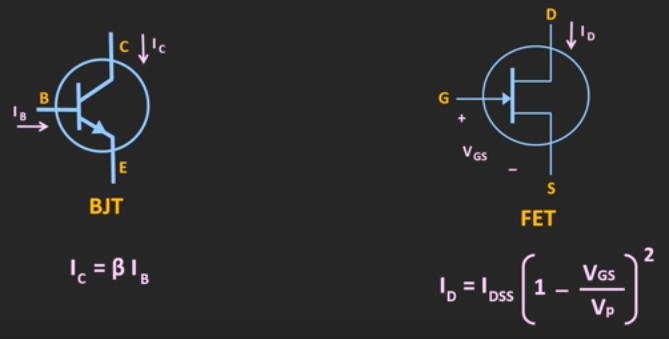 C
I_C
B
I_B
E
BJT
I_C = β I_B
D
I_D
G
+
V_GS
−
S
FET
I_D = I_DSS (1 − V_GS / V_P)^2